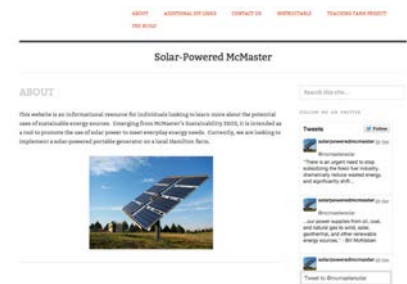 ABOUT ADDITIONAL DIY LINKS CONTACT US INSTRUCTABLE TEACHING FARM PROJECT
THE BUILD
Solar-Powered McMaster
ABOUT
This website is an informational resource for individuals looking to learn more about the potential
uses of sustainable energy sources. Emerging from McMaster's Sustainability 3S03, it is intended as
a tool to promote the use of solar power to meet everyday energy needs. Currently, we are looking to
implement a solar-powered portable generator on a local Hamilton farm.
Search this site...
FOLLOW ME ON TWITTER
Tweets Follow
solarpoweredmcmaster
@mcmastersolar
"There is an urgent need to stop
subsidizing the fossil fuel industry,
dramatically reduce wasted energy,
and significantly shift...
solarpoweredmcmaster
@mcmastersolar
...our power supplies from oil, coal,
and natural gas to wind, solar,
geothermal, and other renewable
energy sources." - Bill McKibben
solarpoweredmcmaster
Tweet to @mcmastersolar